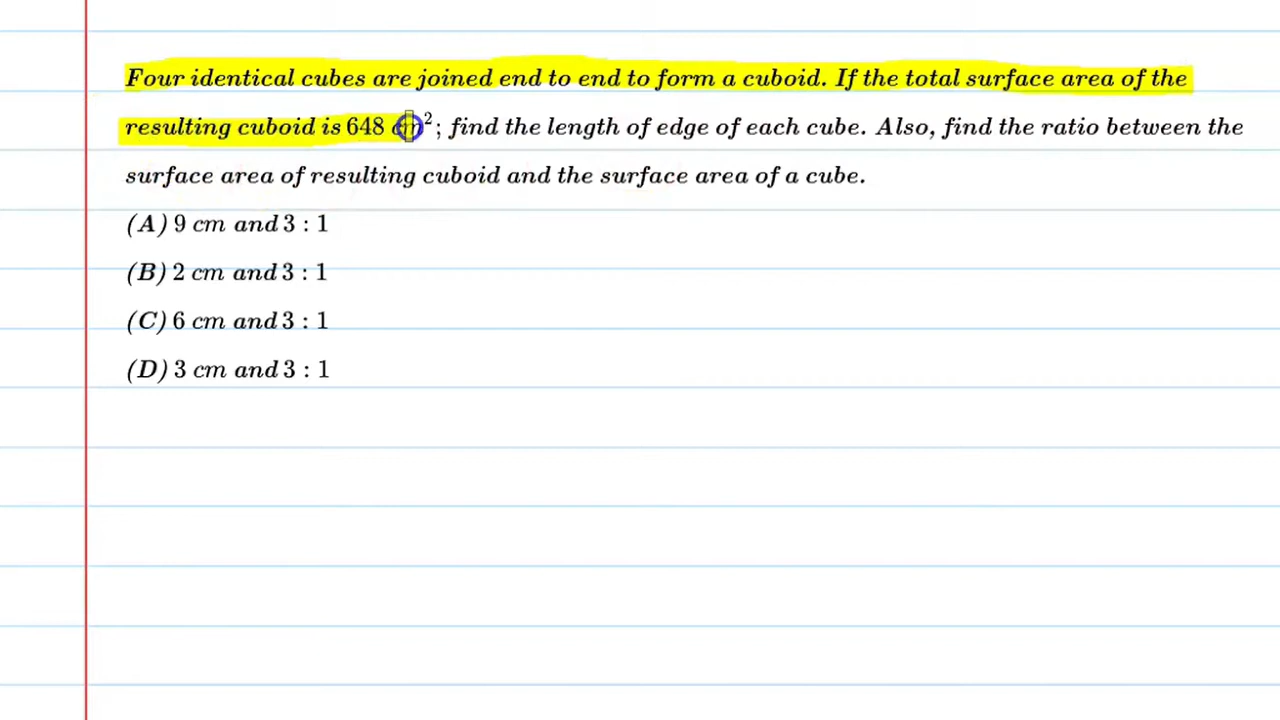 Four identical cubes are joined end to end to form a cuboid. If the total surface area of the
resulting cuboid is 648 cm²; find the length of edge of each cube. Also, find the ratio between the
surface area of resulting cuboid and the surface area of a cube.
(A) 9 cm and 3 : 1
(B) 2 cm and 3 : 1
(C) 6 cm and 3 : 1
(D) 3 cm and 3 : 1